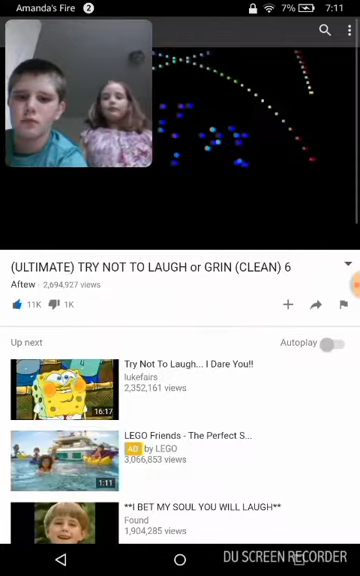 Amanda's Fire 2 7% 7:11
(ULTIMATE) TRY NOT TO LAUGH or GRIN (CLEAN) 6
Aftew 2,694,927 views
11K 1K
Up next Autoplay
Try Not To Laugh... I Dare You!!
lukefairs
2,352,161 views
16:17
LEGO Friends - The Perfect S...
AD by LEGO
3,066,853 views
1:11
**I BET MY SOUL YOU WILL LAUGH**
Found
1,904,285 views
DU SCREEN RECORDER